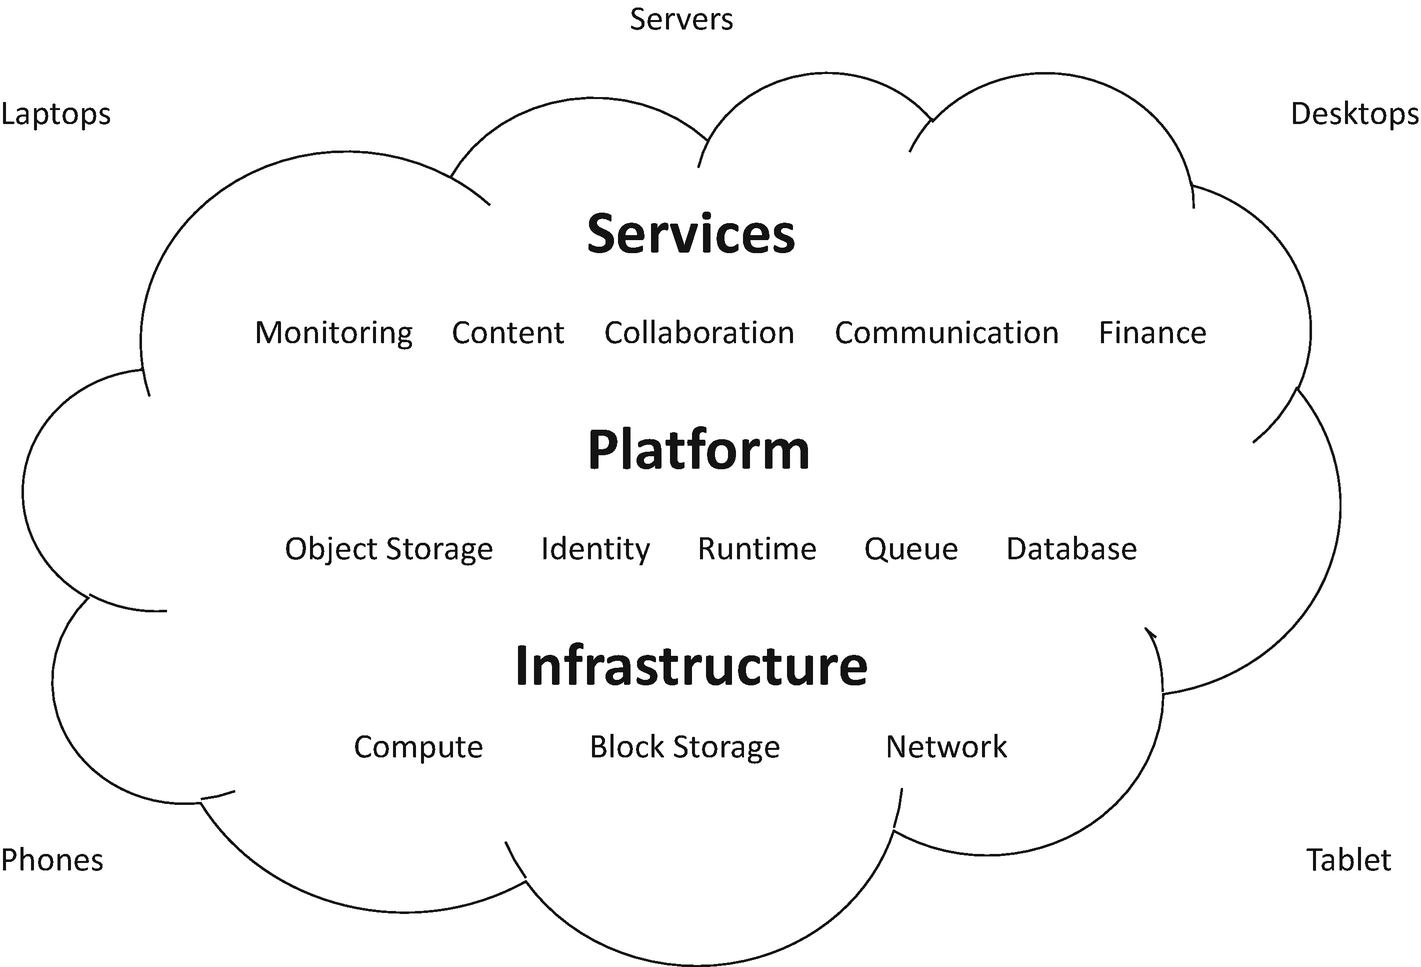 Servers
Laptops
Desktops
Services
Monitoring Content Collaboration Communication Finance
Platform
Object Storage Identity Runtime Queue Database
Infrastructure
Compute Block Storage Network
Phones
Tablet